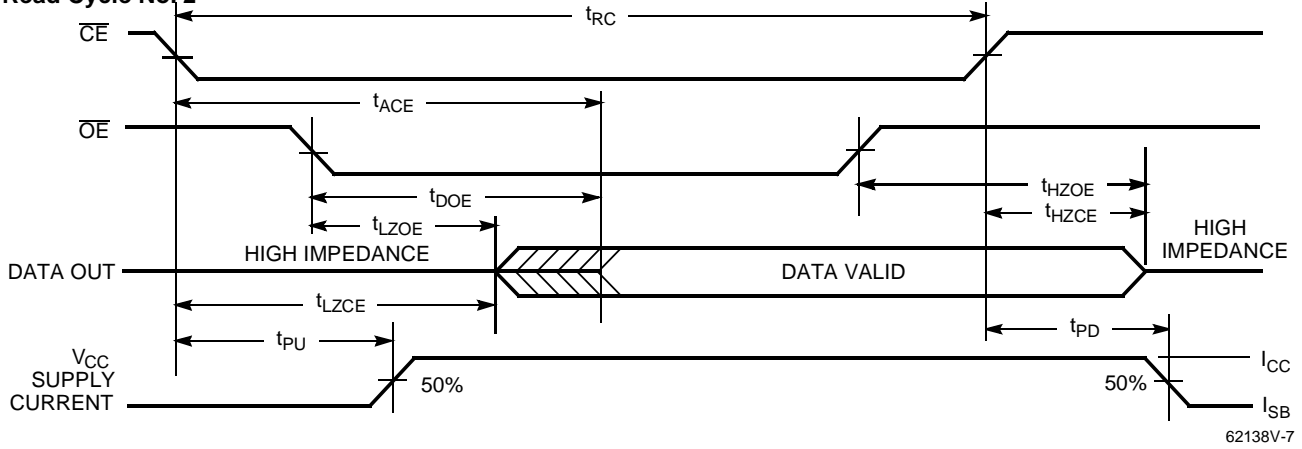 Read Cycle No. 2
tRC
CE
tACE
OE
tDOE
tHZOE
tLZOE
tHZCE
HIGH IMPEDANCE
HIGH
IMPEDANCE
DATA OUT
DATA VALID
tLZCE
tPU
tPD
VCC
SUPPLY
CURRENT
50%
50%
ICC
ISB
62138V-7